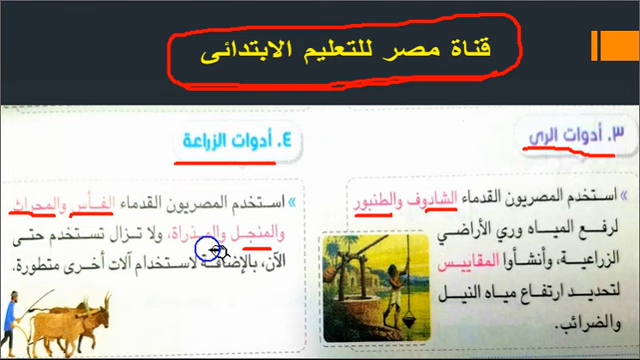 قناة مصر للتعليم الابتدائى
٣. أدوات الري
» استخدم المصريون القدماء الشادوف والطنبور
لرفع المياه وري الأراضي
الزراعية، وأنشأوا المقاييس
لتحديد ارتفاع مياه النيل
والضرائب.
٤. أدوات الزراعة
» استخدم المصريون القدماء الفأس والمحراث
والمنجل والمذراة، ولا تزال تستخدم حتى
الآن، بالإضافة لاستخدام آلات أخرى متطورة.